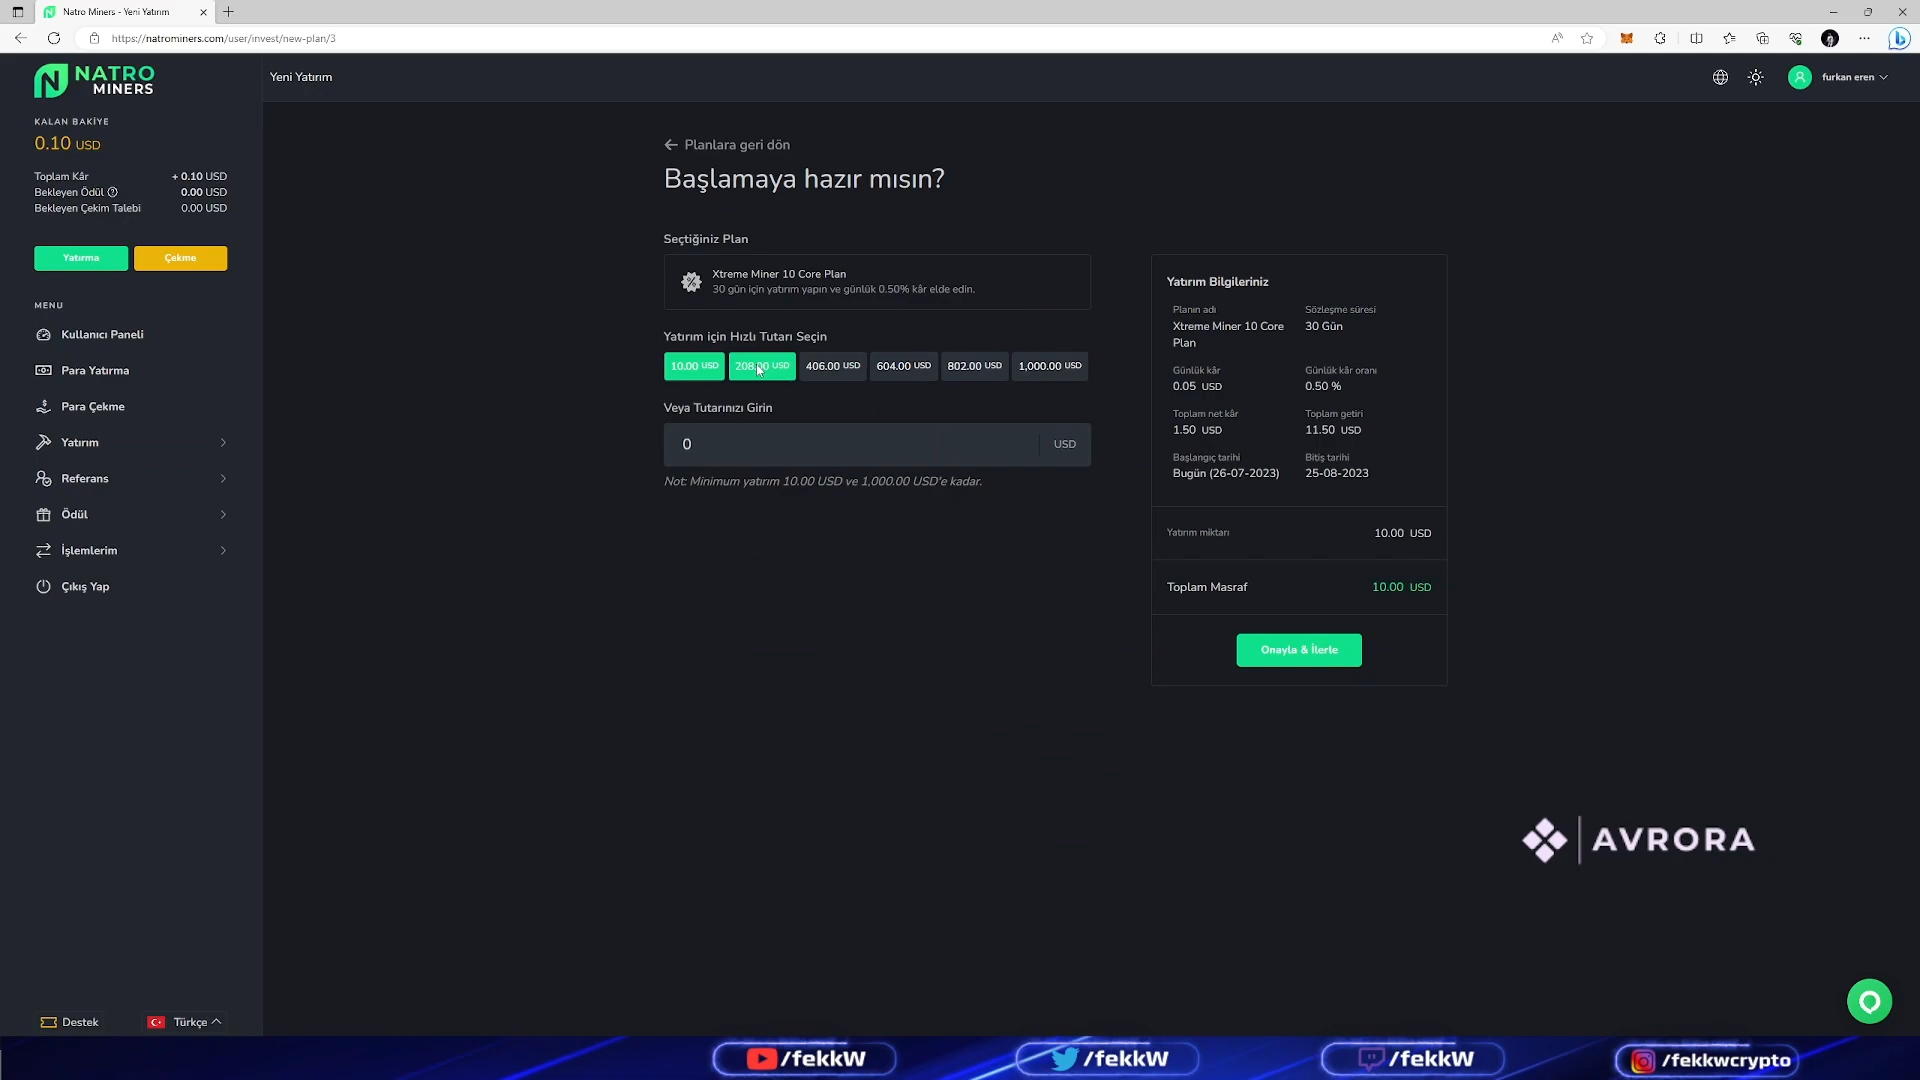 Natro Miners - Yeni Yatırım
https://natrominers.com/user/invest/new-plan/3
NATRO
MINERS
Yeni Yatırım
furkan eren
KALAN BAKİYE
0.10 USD
Toplam Kâr + 0.10 USD
Bekleyen Ödül 0.00 USD
Bekleyen Çekim Talebi 0.00 USD
Yatırma Çekme
MENU
Kullanıcı Paneli
Para Yatırma
Para Çekme
Yatırım
Referans
Ödül
İşlemlerim
Çıkış Yap
Destek Türkçe
Planlara geri dön
Başlamaya hazır mısın?
Seçtiğiniz Plan
Xtreme Miner 10 Core Plan
30 gün için yatırım yapın ve günlük 0.50% kâr elde edin.
Yatırım için Hızlı Tutarı Seçin
10.00 USD 208.00 USD 406.00 USD 604.00 USD 802.00 USD 1,000.00 USD
Veya Tutarınızı Girin
0 USD
Not: Minimum yatırım 10.00 USD ve 1,000.00 USD'e kadar.
Yatırım Bilgileriniz
Planın adı Sözleşme süresi
Xtreme Miner 10 Core Plan 30 Gün
Günlük kâr Günlük kâr oranı
0.05 USD 0.50 %
Toplam net kâr Toplam getiri
1.50 USD 11.50 USD
Başlangıç tarihi Bitiş tarihi
Bugün (26-07-2023) 25-08-2023
Yatırım miktarı 10.00 USD
Toplam Masraf 10.00 USD
Onayla & İlerle
AVRORA
/fekkW /fekkW /fekkW /fekkwcrypto